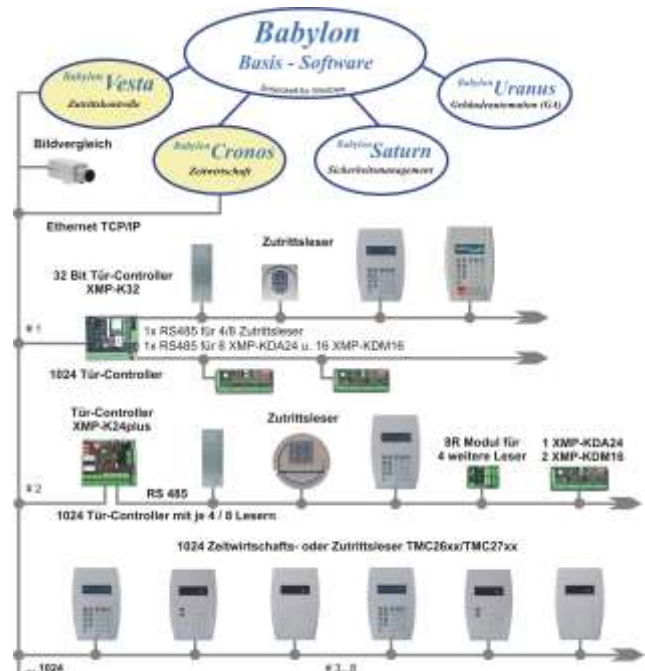 Babylon
Basis - Software
Babylon Vesta
Zutrittskontrolle
Babylon Uranus
Gebäudeautomation (GA)
Babylon Cronos
Zeitwirtschaft
Babylon Saturn
Sicherheitsmanagement
Bildvergleich
Ethernet TCP/IP
Zutrittsleser
32 Bit Tür-Controller
XMP-K32
# 1
1x RS485 für 4/8 Zutrittsleser
1x RS485 für 8 XMP-KDA24 u. 16 XMP-KDM16
1024 Tür-Controller
Tür-Controller
XMP-K24plus
Zutrittsleser
8R Modul für
4 weitere Leser
1 XMP-KDA24
2 XMP-KDM16
# 2
RS 485
1024 Tür-Controller mit je 4 / 8 Lesern
1024 Zeitwirtschafts- oder Zutrittsleser TMC26xx/TMC27xx
1024
# 3...8